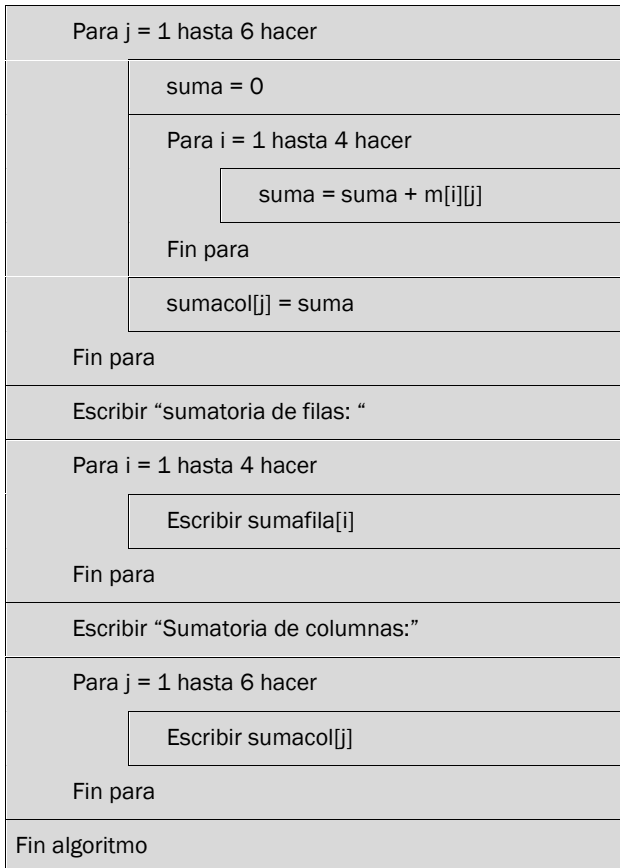 Para j = 1 hasta 6 hacer
suma = 0
Para i = 1 hasta 4 hacer
suma = suma + m[i][j]
Fin para
sumacol[j] = suma
Fin para
Escribir “sumatoria de filas: “
Para i = 1 hasta 4 hacer
Escribir sumafila[i]
Fin para
Escribir “Sumatoria de columnas:”
Para j = 1 hasta 6 hacer
Escribir sumacol[j]
Fin para
Fin algoritmo